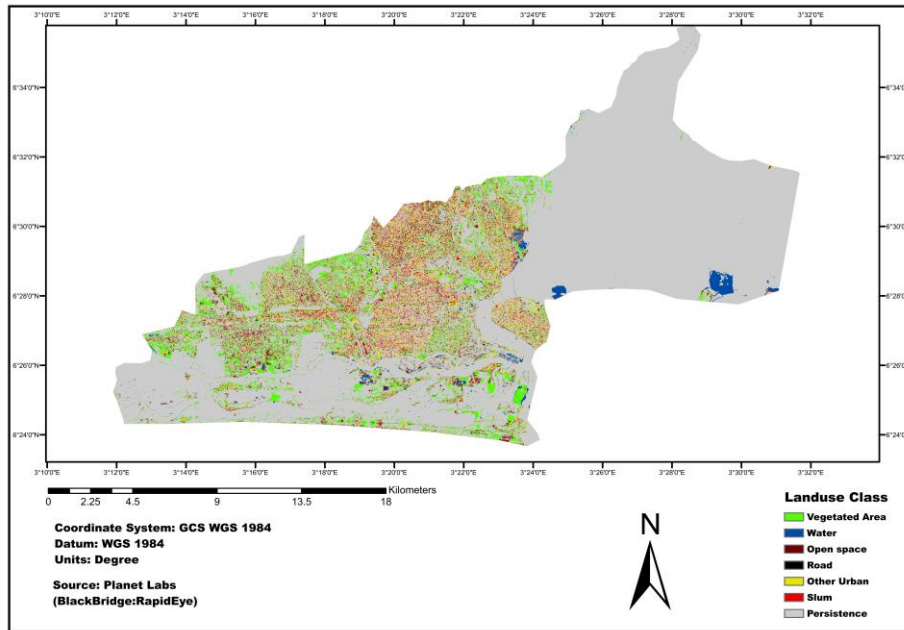 3°10'0"E 3°12'0"E 3°14'0"E 3°16'0"E 3°18'0"E 3°20'0"E 3°22'0"E 3°24'0"E 3°26'0"E 3°28'0"E 3°30'0"E 3°32'0"E
6°34'0"N 6°34'0"N
6°32'0"N 6°32'0"N
6°30'0"N 6°30'0"N
6°28'0"N 6°28'0"N
6°26'0"N 6°26'0"N
6°24'0"N 6°24'0"N
3°10'0"E 3°12'0"E 3°14'0"E 3°16'0"E 3°18'0"E 3°20'0"E 3°22'0"E 3°24'0"E 3°26'0"E 3°28'0"E 3°30'0"E 3°32'0"E
Kilometers
0 2.25 4.5 9 13.5 18
Coordinate System: GCS WGS 1984
Datum: WGS 1984
Units: Degree
Source: Planet Labs
(BlackBridge:RapidEye)
N
Landuse Class
Vegetated Area
Water
Open space
Road
Other Urban
Slum
Persistence